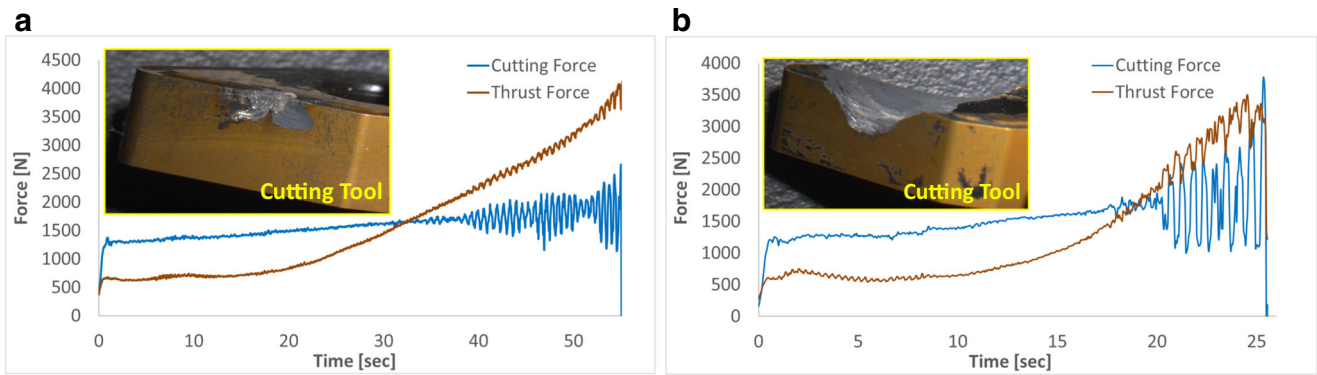 a
4500
4000
3500
3000
2500
2000
1500
1000
500
0
Force [N]
Cutting Force
Thrust Force
Cutting Tool
0 10 20 30 40 50
Time [sec]
b
4000
3500
3000
2500
2000
1500
1000
500
0
Force [N]
Cutting Force
Thrust Force
Cutting Tool
0 5 10 15 20 25
Time [sec]